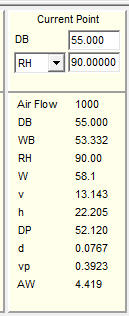 Current Point
DB 55.000
RH 90.00000
Air Flow 1000
DB 55.000
WB 53.332
RH 90.00
W 58.1
v 13.143
h 22.205
DP 52.120
d 0.0767
vp 0.3923
AW 4.419